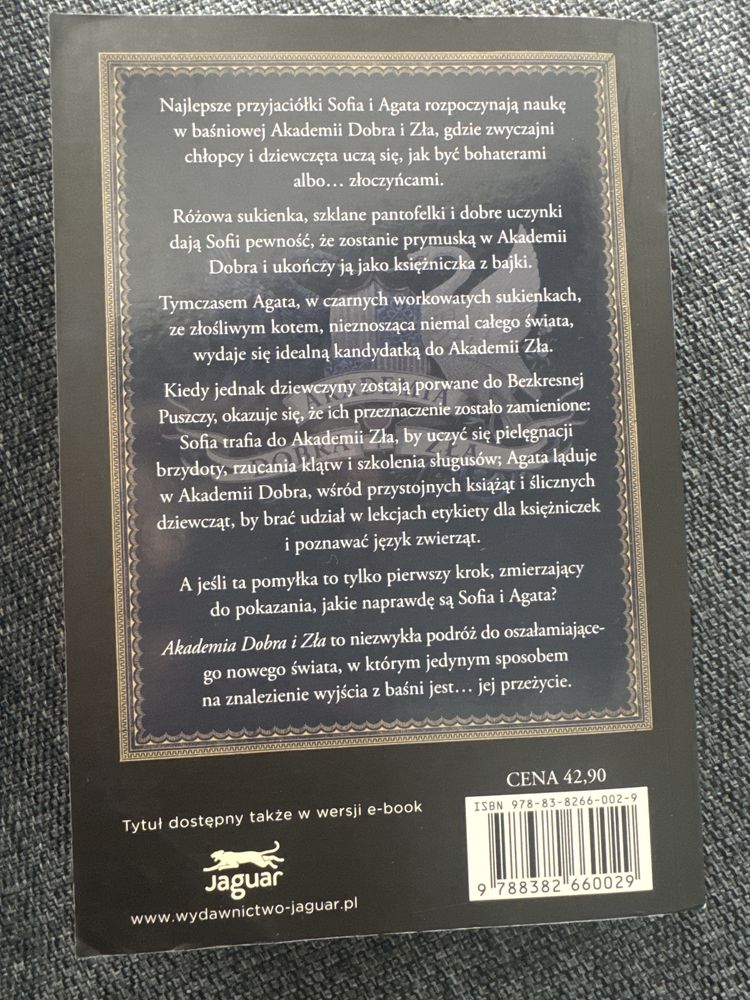 Najlepsze przyjaciółki Sofia i Agata rozpoczynają naukę
w baśniowej Akademii Dobra i Zła, gdzie zwyczajni
chłopcy i dziewczęta uczą się, jak być bohaterami
albo… złoczyńcami.
Różowa sukienka, szklane pantofelki i dobre uczynki
dają Sofii pewność, że zostanie prymuską w Akademii
Dobra i ukończy ją jako księżniczka z bajki.
Tymczasem Agata, w czarnych workowatych sukienkach,
ze złośliwym kotem, nieznosząca niemal całego świata,
wydaje się idealną kandydatką do Akademii Zła.
Kiedy jednak dziewczyny zostają porwane do Bezkresnej
Puszczy, okazuje się, że ich przeznaczenie zostało zamienione:
Sofia trafia do Akademii Zła, by uczyć się pielęgnacji
brzydoty, rzucania klątw i szkolenia sługusów; Agata ląduje
w Akademii Dobra, wśród przystojnych książąt i ślicznych
dziewcząt, by brać udział w lekcjach etykiety dla księżniczek
i poznawać język zwierząt.
A jeśli ta pomyłka to tylko pierwszy krok, zmierzający
do pokazania, jakie naprawdę są Sofia i Agata?
Akademia Dobra i Zła to niezwykła podróż do oszałamiające-
go nowego świata, w którym jedynym sposobem
na znalezienie wyjścia z baśni jest… jej przeżycie.
AKADEMIA
DOBRA ZŁA
CENA 42,90
ISBN 978-83-8266-002-9
9 788382 660029
Tytuł dostępny także w wersji e-book
Jaguar
www.wydawnictwo-jaguar.pl